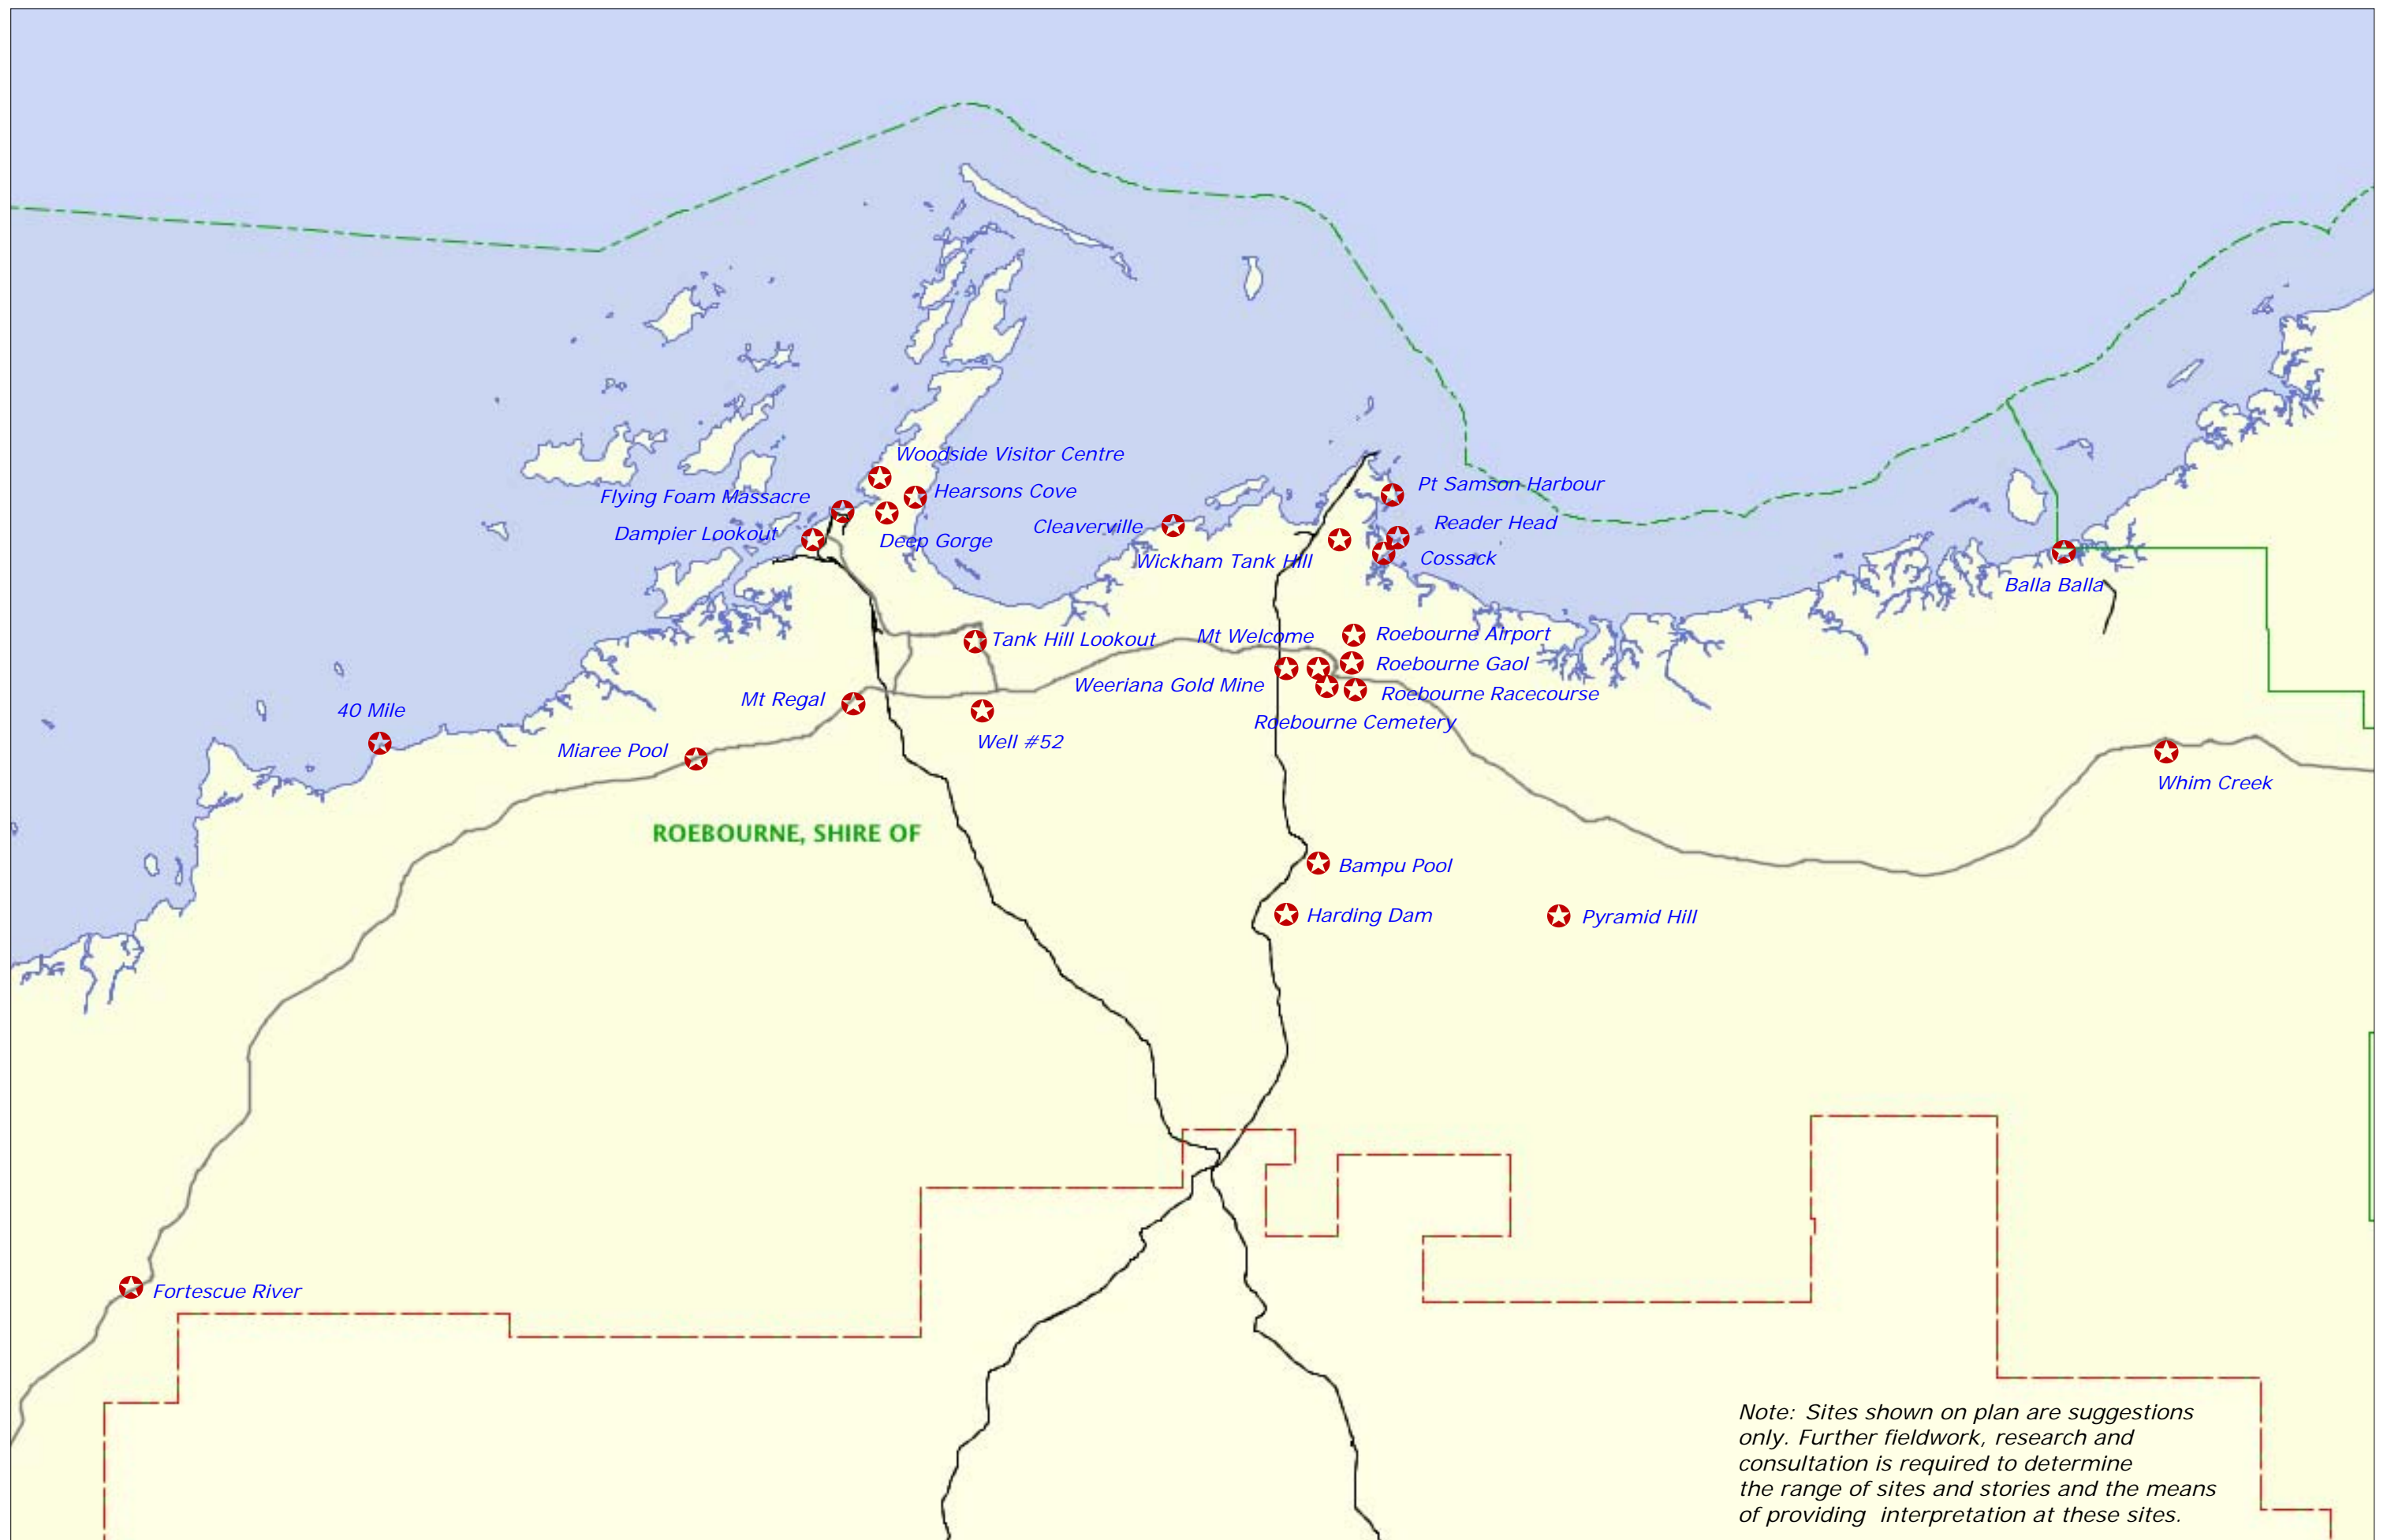 Woodside Visitor Centre
Flying Foam Massacre
Hearsons Cove
Pt Samson Harbour
Dampier Lookout
Deep Gorge
Cleaverville
Reader Head
Wickham Tank Hill
Cossack
Balla Balla
Tank Hill Lookout
Mt Welcome
Roebourne Airport
Roebourne Gaol
Weeriana Gold Mine
Roebourne Racecourse
Mt Regal
40 Mile
Roebourne Cemetery
Well #52
Miaree Pool
Whim Creek
ROEBOURNE, SHIRE OF
Bampu Pool
Harding Dam
Pyramid Hill
Fortescue River
Note: Sites shown on plan are suggestions
only. Further fieldwork, research and
consultation is required to determine
the range of sites and stories and the means
of providing interpretation at these sites.